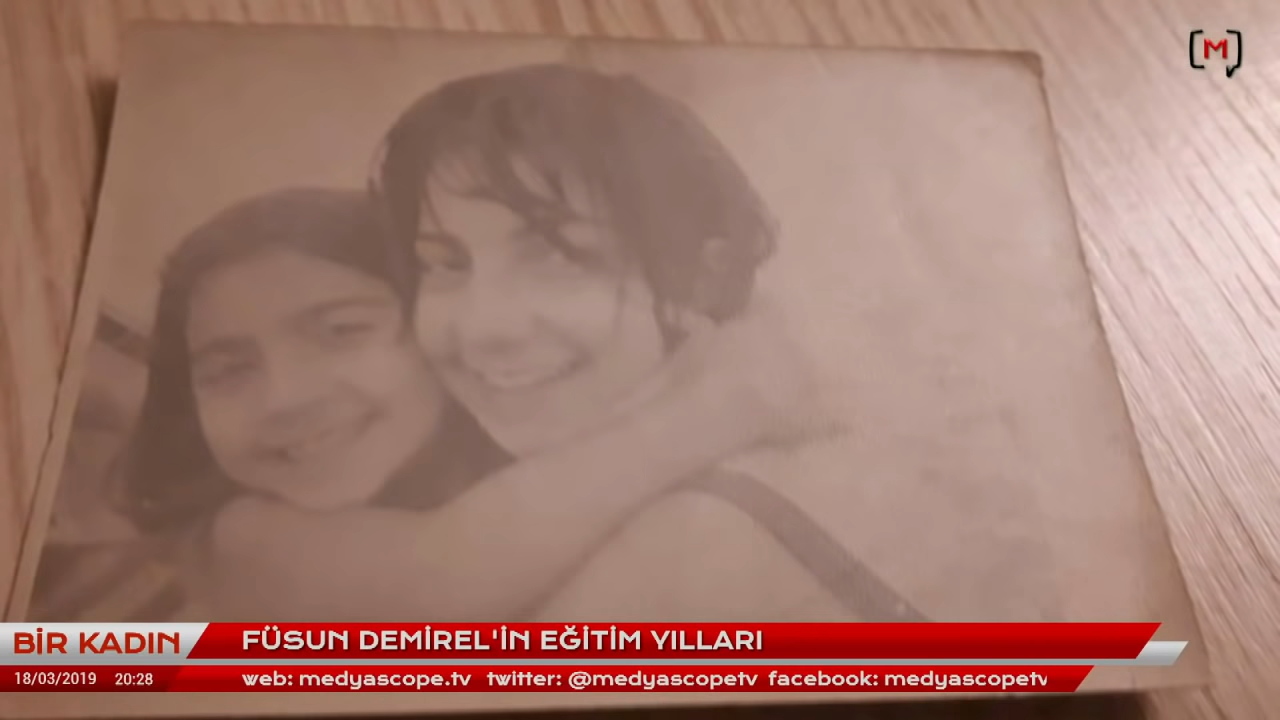 [M]
BİR KADIN
FÜSUN DEMİREL'İN EĞİTİM YILLARI
18/03/2019 20:28
web: medyascope.tv twitter: @medyascopetv facebook: medyascopetv